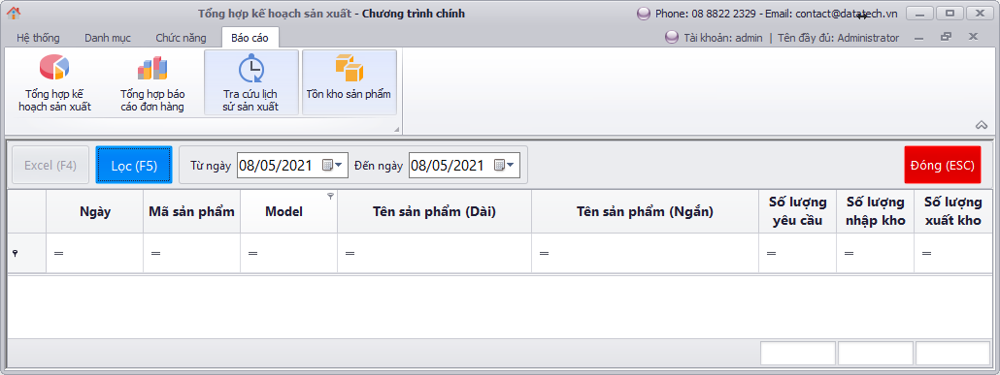 Tổng hợp kế hoạch sản xuất - Chương trình chính
Phone: 08 8822 2329 - Email: contact@datatech.vn
Hệ thống Danh mục Chức năng Báo cáo
Tài khoản: admin | Tên đầy đủ: Administrator
Tổng hợp kế
hoạch sản xuất
Tổng hợp báo
cáo đơn hàng
Tra cứu lịch
sử sản xuất
Tồn kho sản phẩm
Excel (F4) Lọc (F5) Từ ngày 08/05/2021 Đến ngày 08/05/2021 Đóng (ESC)
Ngày
Mã sản phẩm
Model
Tên sản phẩm (Dài)
Tên sản phẩm (Ngắn)
Số lượng
yêu cầu
Số lượng
nhập kho
Số lượng
xuất kho
= = = = = = = =